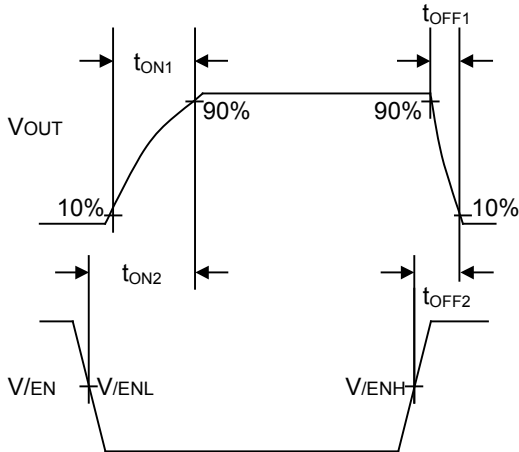 tOFF1
tON1
90% 90%
VOUT
10% 10%
tON2
tOFF2
V/EN V/ENL V/ENH